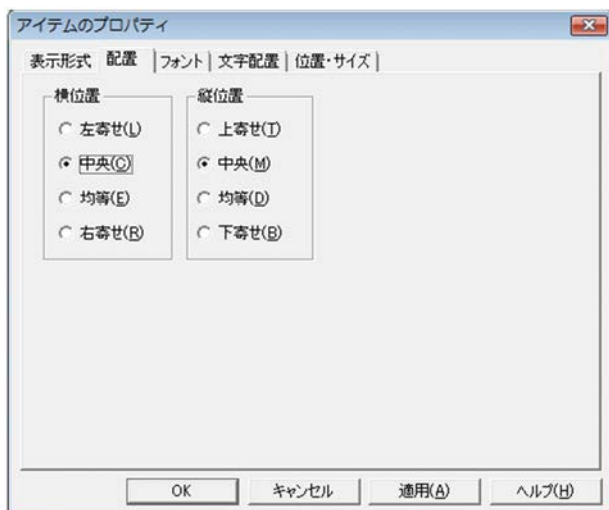 アイテムのプロパティ
表示形式 配置 フォント 文字配置 位置・サイズ
横位置 縦位置
左寄せ(L) 上寄せ(T)
中央(C) 中央(M)
均等(E) 均等(D)
右寄せ(R) 下寄せ(B)
OK キャンセル 適用(A) ヘルプ(H)